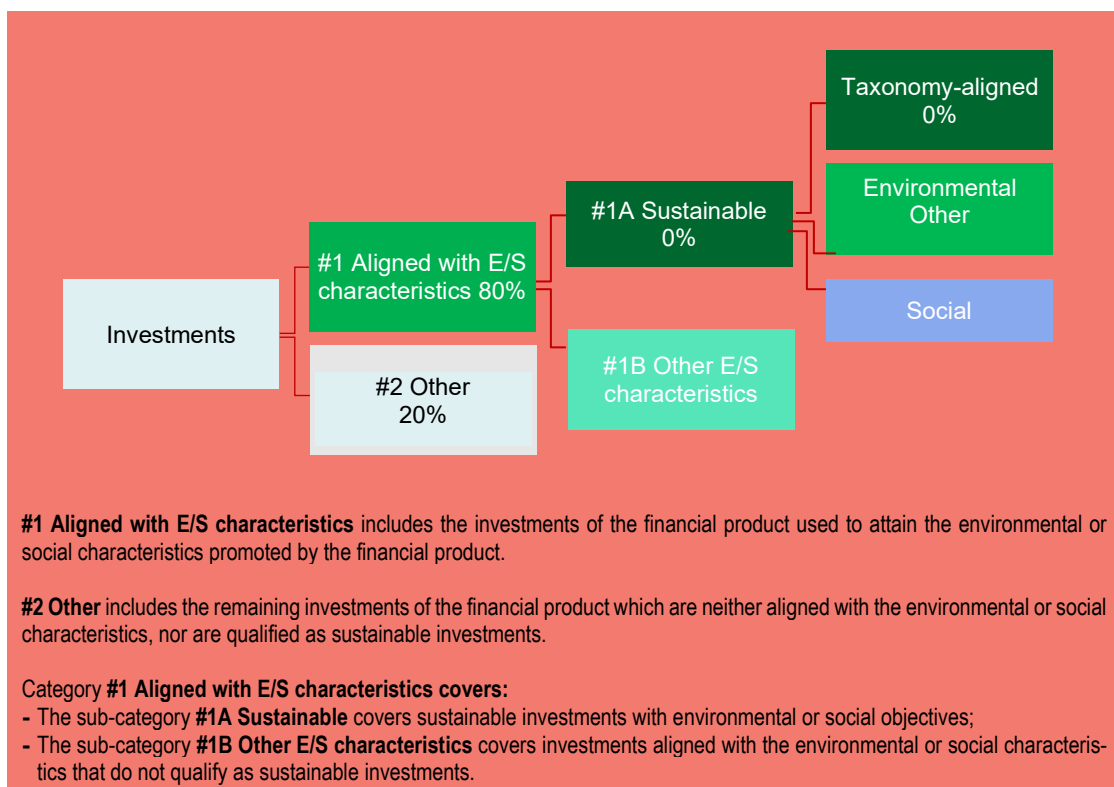 Taxonomy-aligned
0%
Environmental
Other
#1A Sustainable
0%
#1 Aligned with E/S
characteristics 80%
Social
Investments
#1B Other E/S
characteristics
#2 Other
20%
#1 Aligned with E/S characteristics includes the investments of the financial product used to attain the environmental or
social characteristics promoted by the financial product.
#2 Other includes the remaining investments of the financial product which are neither aligned with the environmental or social
characteristics, nor are qualified as sustainable investments.
Category #1 Aligned with E/S characteristics covers:
- The sub-category #1A Sustainable covers sustainable investments with environmental or social objectives;
- The sub-category #1B Other E/S characteristics covers investments aligned with the environmental or social characteris-
tics that do not qualify as sustainable investments.